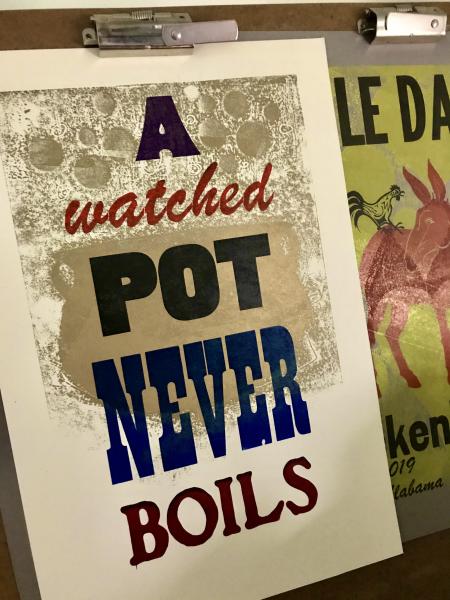 A
watched
POT
NEVER
BOILS
LE DA
ken
019
labama